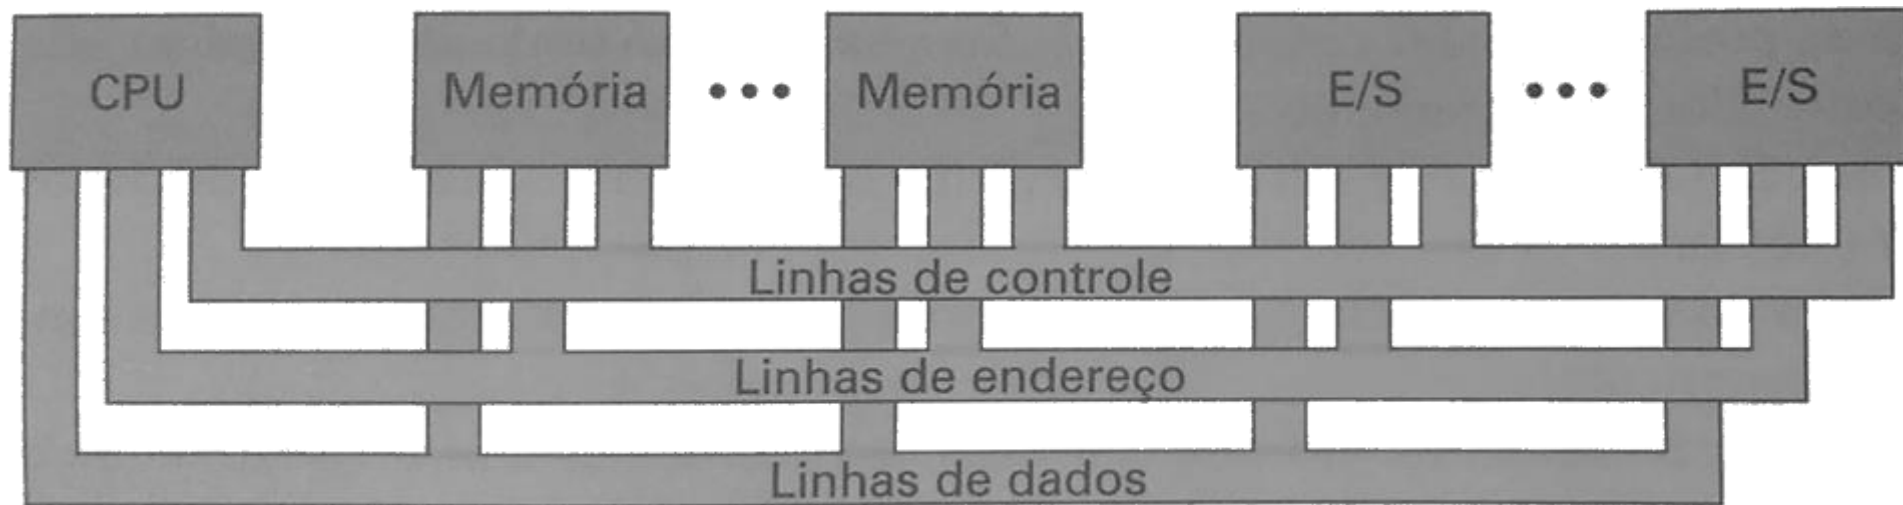 CPU
Memória
Memória
E/S
E/S
Linhas de controle
Linhas de endereço
Linhas de dados